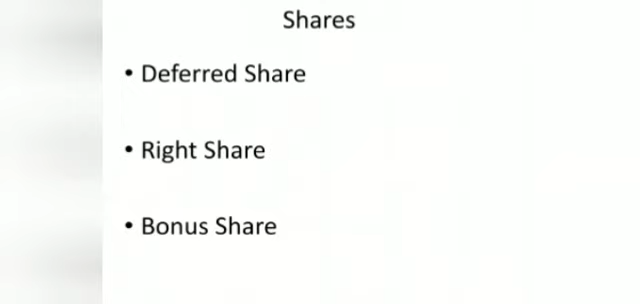 Shares
• Deferred Share
• Right Share
• Bonus Share